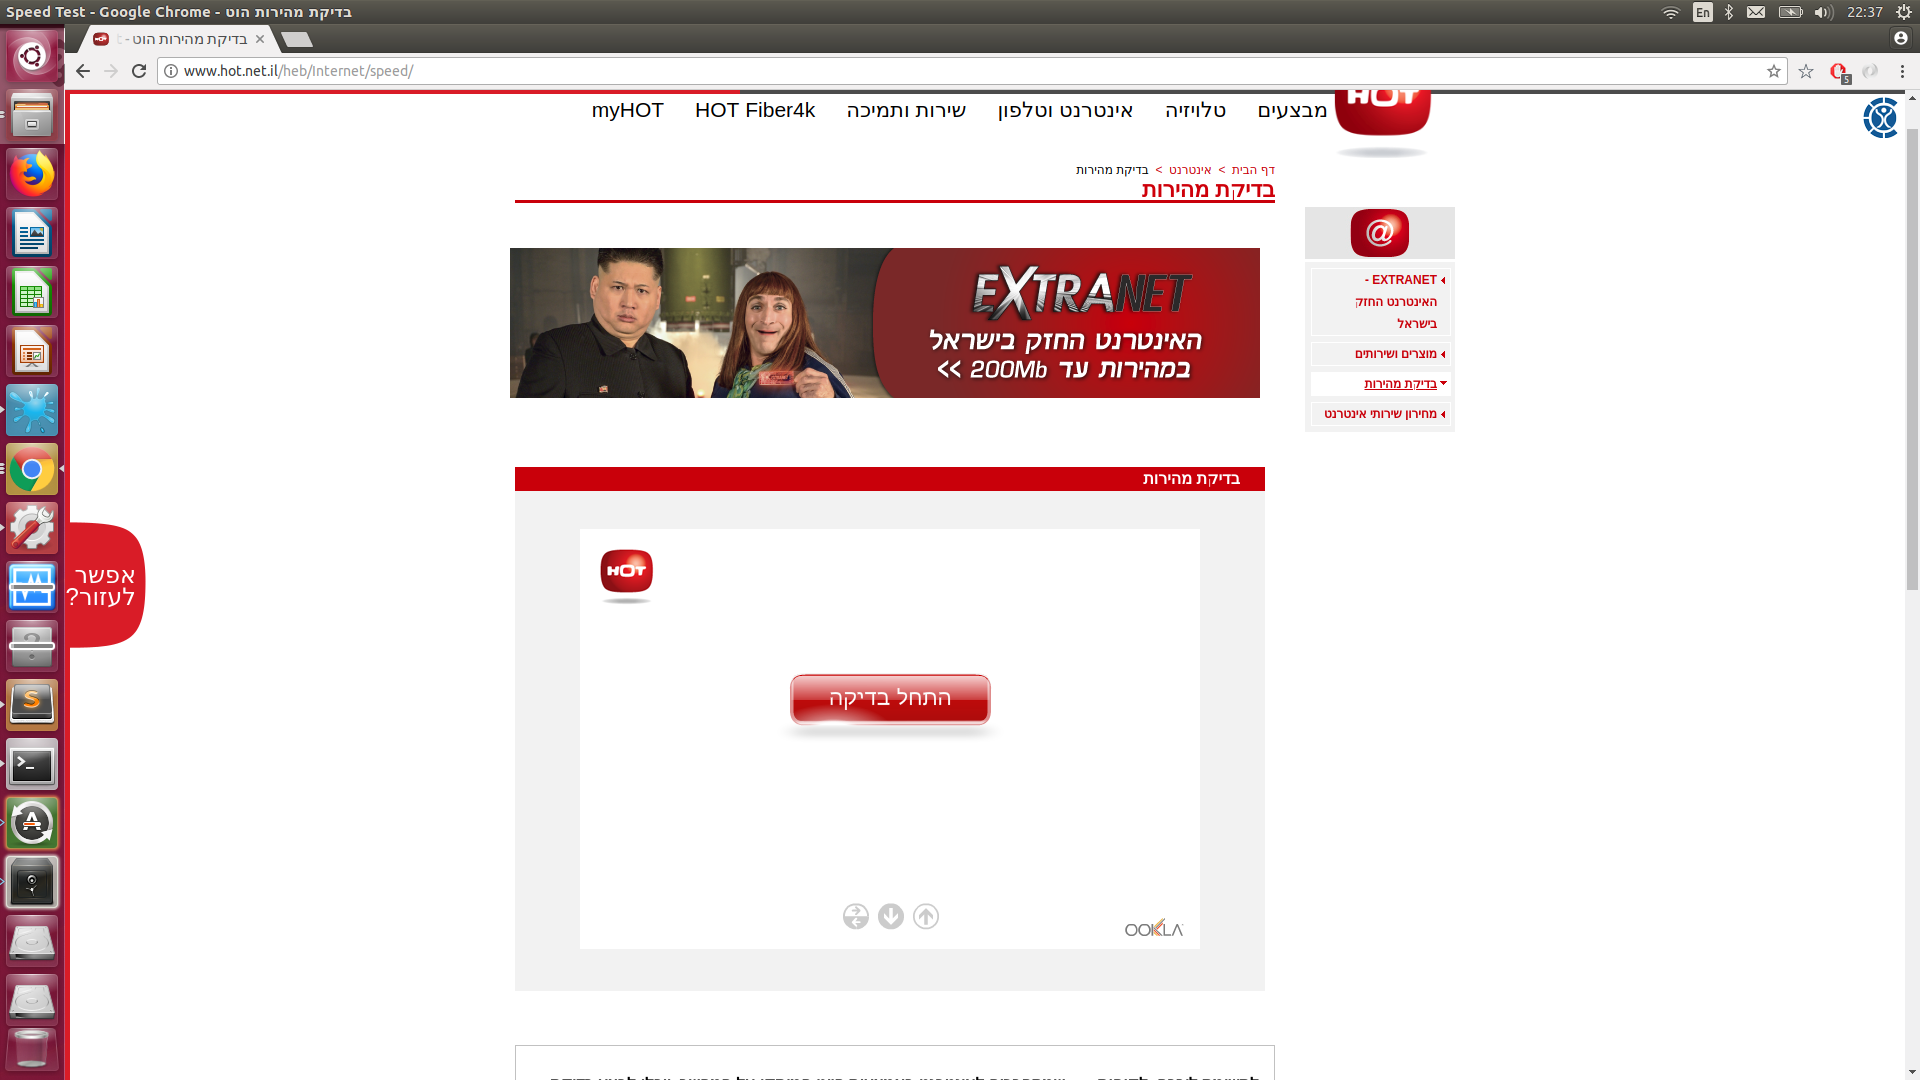 Speed Test - Google Chrome - בדיקת מהירות הוט
En
22:37
בדיקת מהירות הוט -
www.hot.net.il/heb/Internet/speed/
5
HOT
מבצעים
טלויזיה
אינטרנט וטלפון
שירות ותמיכה
HOT Fiber4k
myHOT
דף הבית > אינטרנט > בדיקת מהירות
בדיקת מהירות
EXTRANET
האינטרנט החזק בישראל
במהירות עד 200Mb >>
@
EXTRANET -
האינטרנט החזק
בישראל
מוצרים ושירותים
בדיקת מהירות
מחירון שירותי אינטרנט
בדיקת מהירות
HOT
התחל בדיקה
OOKLA
אפשר
לעזור?